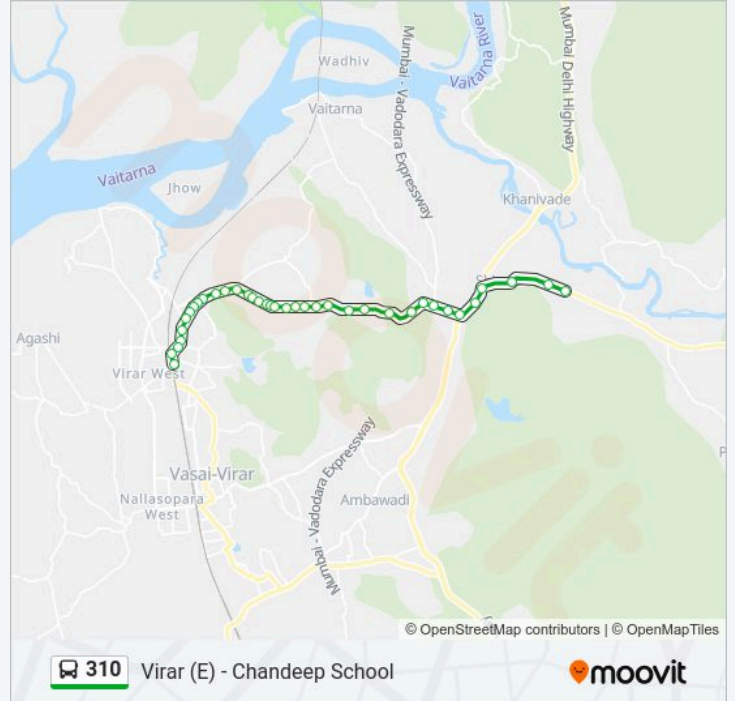 Wadhiv
Vaitarna
Mumbai - Vadodara Expressway
Vaitarna River
Mumbai Delhi Highway
Vaitarna
Jhow
Khanivade
Agashi
Virar West
Vasai-Virar
Nallasopara
West
Mumbai - Vadodara Expressway
Ambawadi
© OpenStreetMap contributors | © OpenMapTiles
310 Virar (E) - Chandeep School
moovit